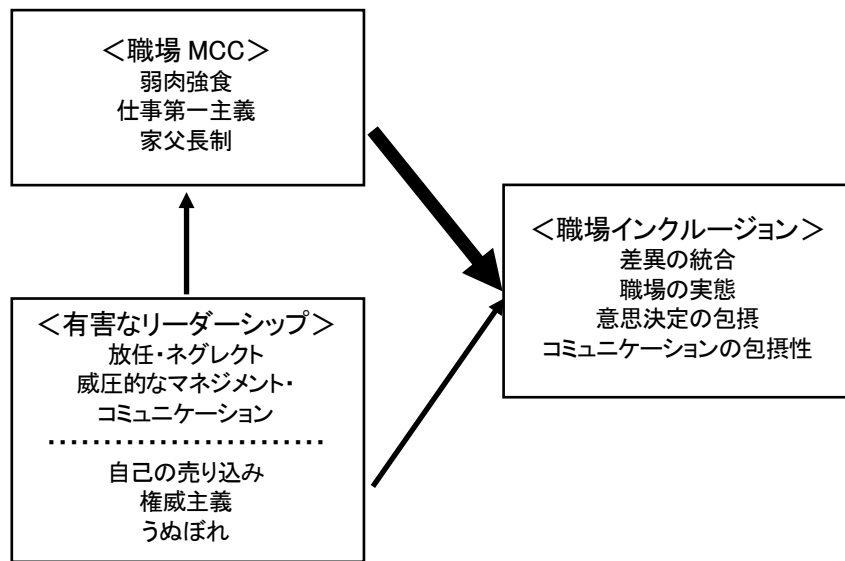 ＜職場 MCC＞
弱肉強食
仕事第一主義
家父長制
＜職場インクルージョン＞
差異の統合
職場の実態
意思決定の包摂
コミュニケーションの包摂性
＜有害なリーダーシップ＞
放任・ネグレクト
威圧的なマネジメント・
コミュニケーション
自己の売り込み
権威主義
うぬぼれ